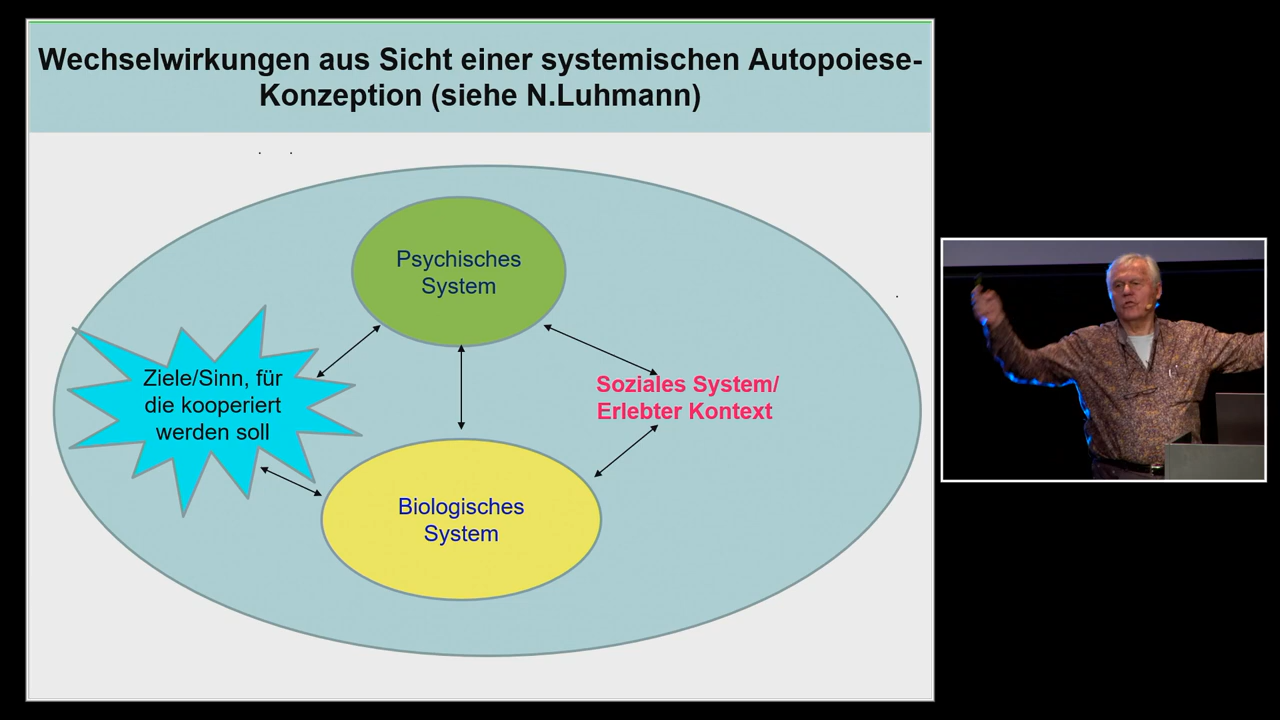 Wechselwirkungen aus Sicht einer systemischen Autopoiese-
Konzeption (siehe N.Luhmann)
Psychisches
System
Ziele/Sinn, für
die kooperiert
werden soll
Soziales System/
Erlebter Kontext
Biologisches
System